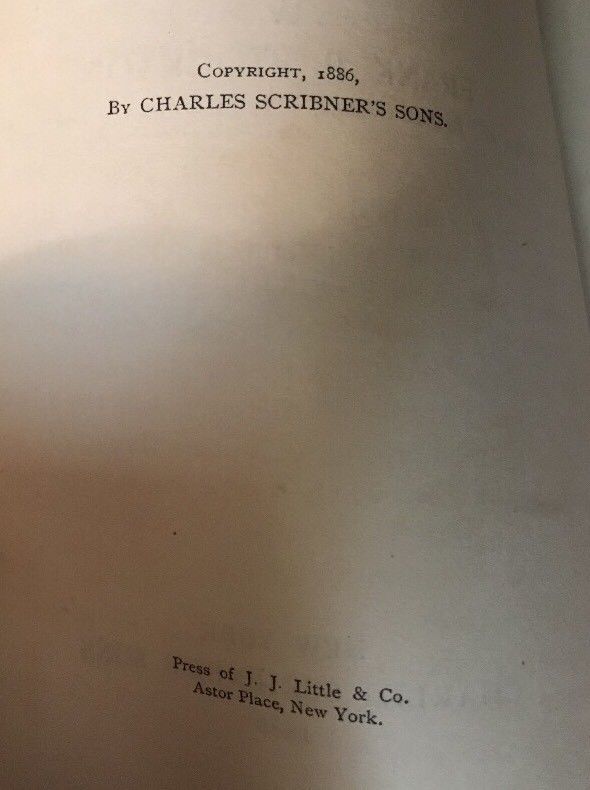 COPYRIGHT, 1886,
BY CHARLES SCRIBNER'S SONS.
Press of J. J. Little & Co.
Astor Place, New York.